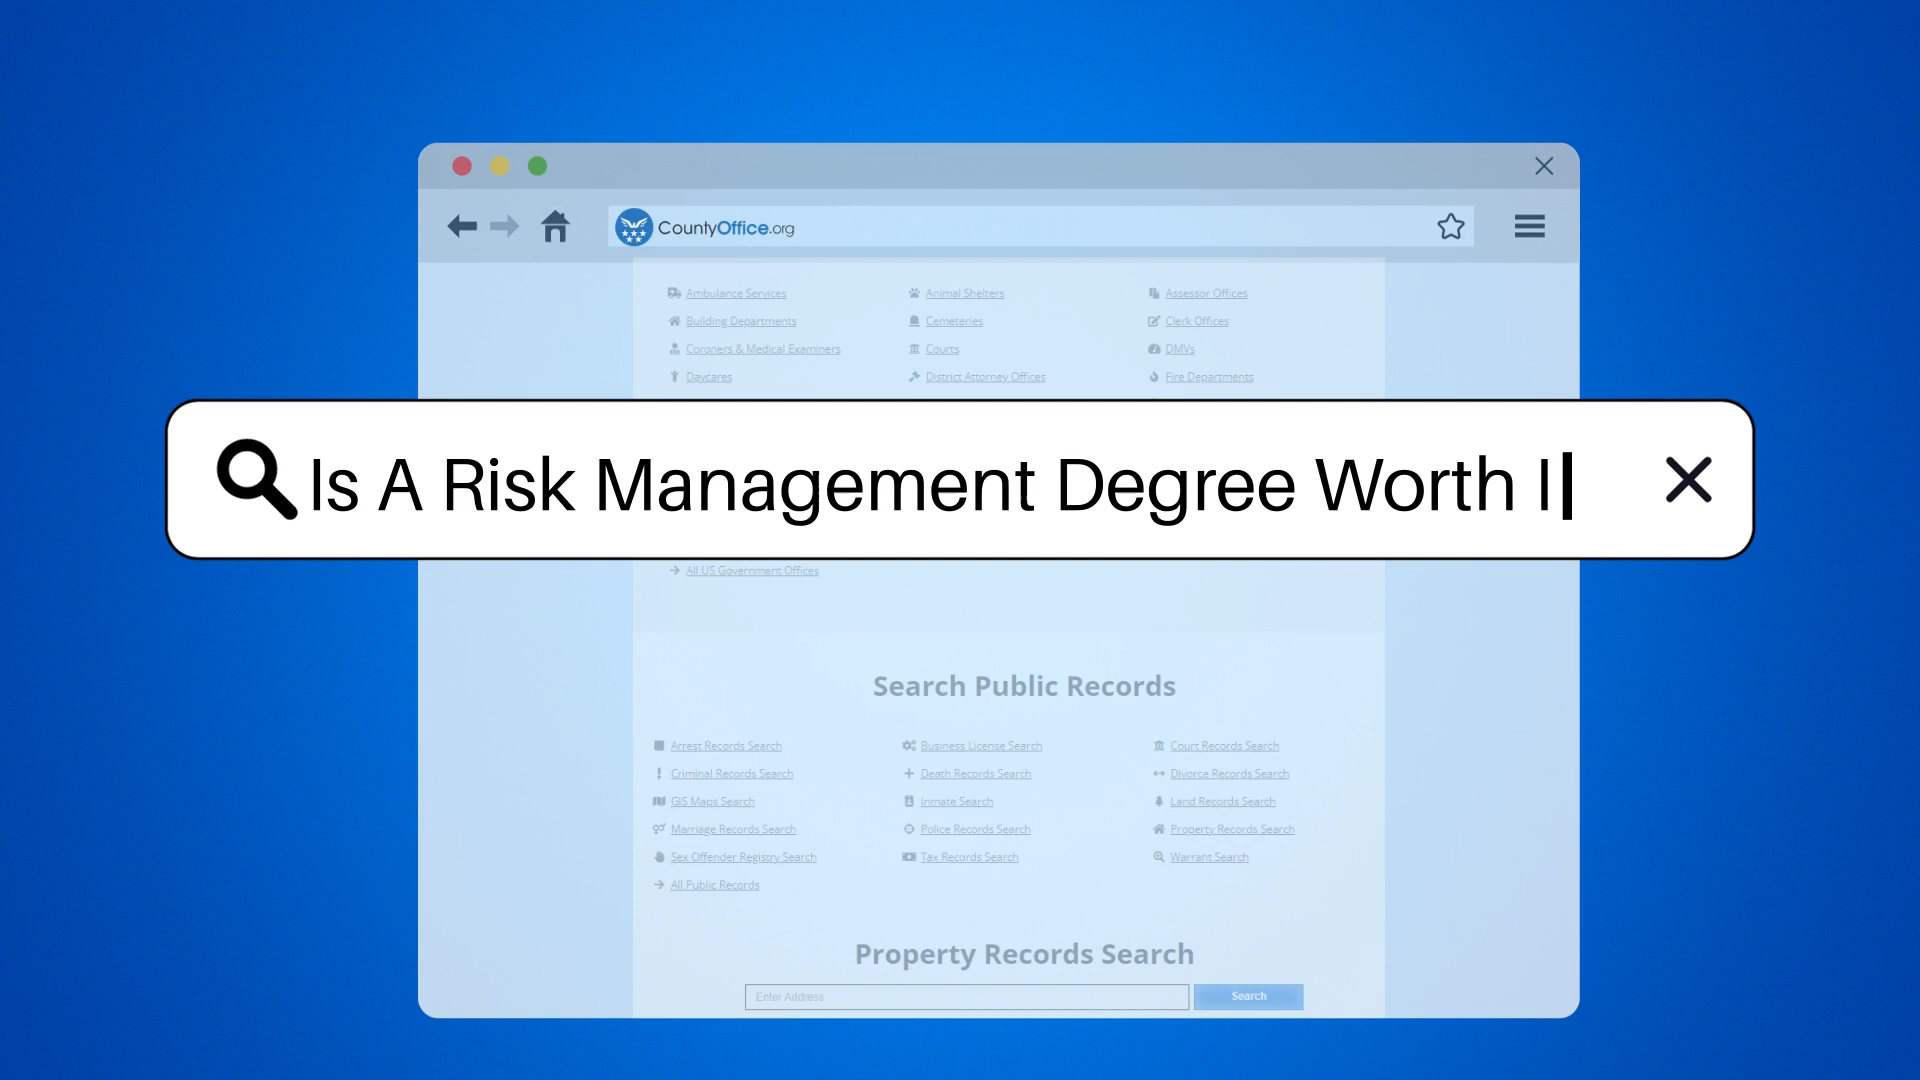 CountyOffice.org
Ambulance Services Animal Shelters Assessor Offices
Building Departments Cemeteries Clerk Offices
Coroners & Medical Examiners Courts DMVs
Daycares District Attorney Offices Fire Departments
Is A Risk Management Degree Worth I
All US Government Offices
Search Public Records
Arrest Records Search Business License Search Court Records Search
Criminal Records Search Death Records Search Divorce Records Search
GIS Maps Search Inmate Search Land Records Search
Marriage Records Search Police Records Search Property Records Search
Sex Offender Registry Search Tax Records Search Warrant Search
All Public Records
Property Records Search
Enter Address Search